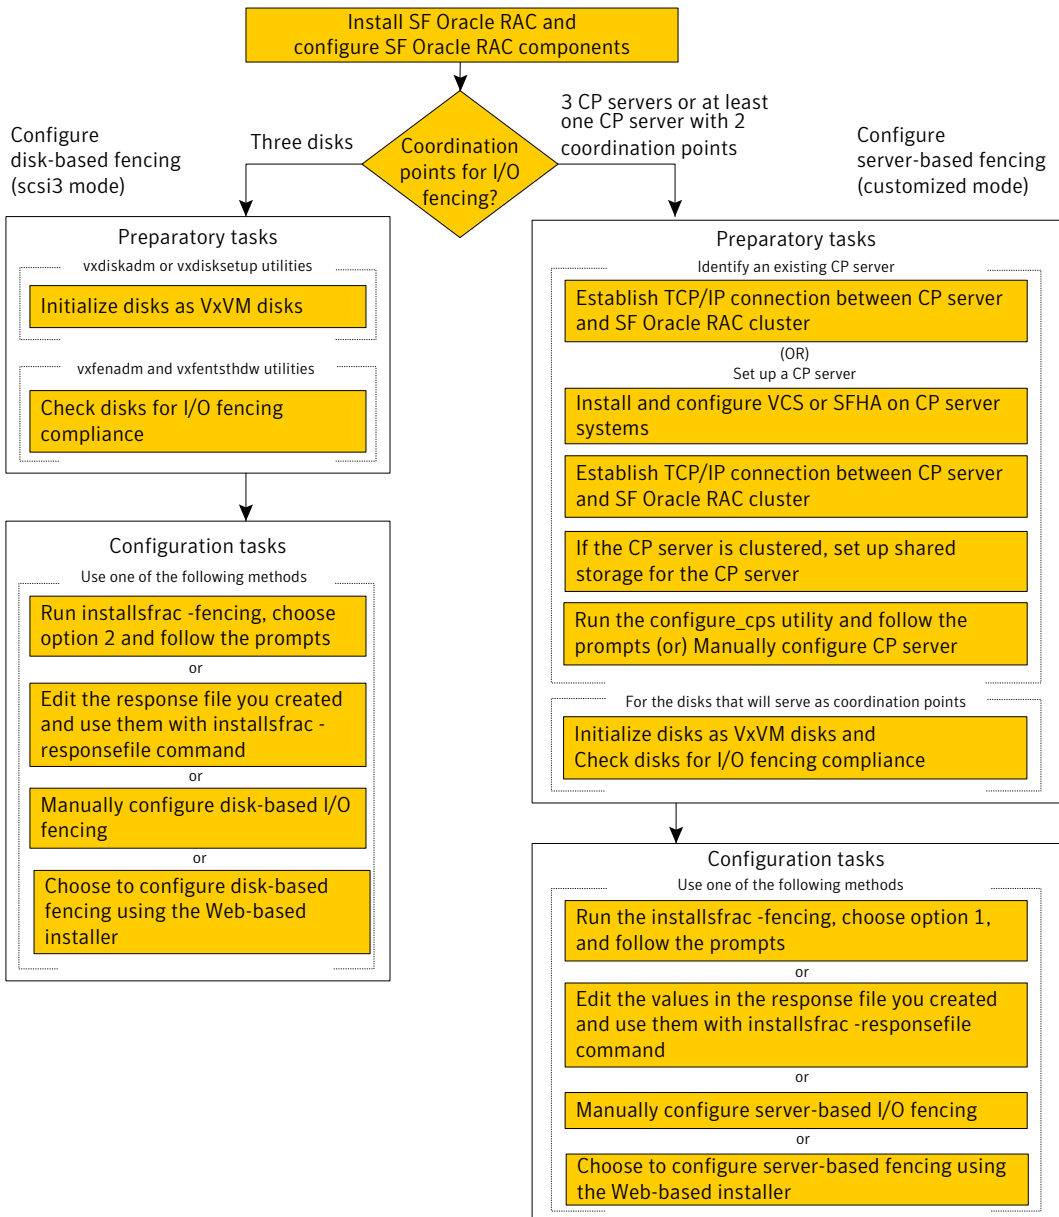 Install SF Oracle RAC and
configure SF Oracle RAC components
Coordination
points for I/O
fencing?
Three disks
3 CP servers or at least
one CP server with 2
coordination points
Configure
disk-based fencing
(scsi3 mode)
Configure
server-based fencing
(customized mode)
Preparatory tasks
vxdiskadm or vxdisksetup utilities
Initialize disks as VxVM disks
vxfenadm and vxfentsthdw utilities
Check disks for I/O fencing
compliance
Configuration tasks
Use one of the following methods
Run installsfrac -fencing, choose
option 2 and follow the prompts
or
Edit the response file you created
and use them with installsfrac -
responsefile command
or
Manually configure disk-based I/O
fencing
or
Choose to configure disk-based
fencing using the Web-based
installer
Preparatory tasks
Identify an existing CP server
Establish TCP/IP connection between CP server
and SF Oracle RAC cluster
(OR)
Set up a CP server
Install and configure VCS or SFHA on CP server
systems
Establish TCP/IP connection between CP server
and SF Oracle RAC cluster
If the CP server is clustered, set up shared
storage for the CP server
Run the configure_cps utility and follow the
prompts (or) Manually configure CP server
For the disks that will serve as coordination points
Initialize disks as VxVM disks and
Check disks for I/O fencing compliance
Configuration tasks
Use one of the following methods
Run the installsfrac -fencing, choose option 1,
and follow the prompts
or
Edit the values in the response file you created
and use them with installsfrac -responsefile
command
or
Manually configure server-based I/O fencing
or
Choose to configure server-based fencing using
the Web-based installer